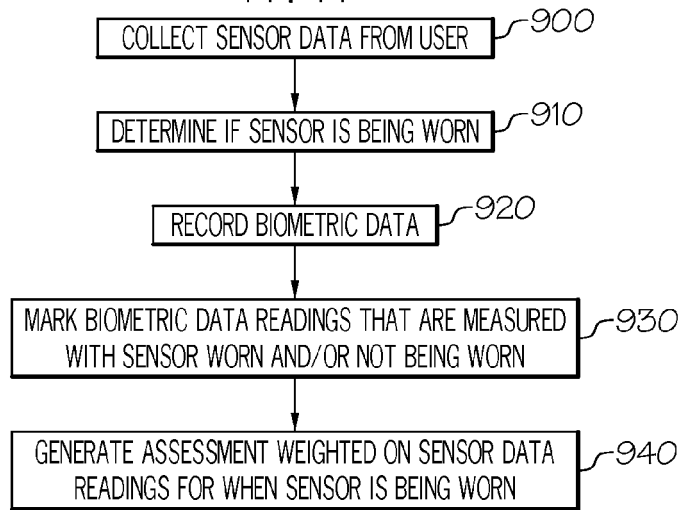 COLLECT SENSOR DATA FROM USER
900
DETERMINE IF SENSOR IS BEING WORN
910
RECORD BIOMETRIC DATA
920
MARK BIOMETRIC DATA READINGS THAT ARE MEASURED
WITH SENSOR WORN AND/OR NOT BEING WORN
930
GENERATE ASSESSMENT WEIGHTED ON SENSOR DATA
READINGS FOR WHEN SENSOR IS BEING WORN
940